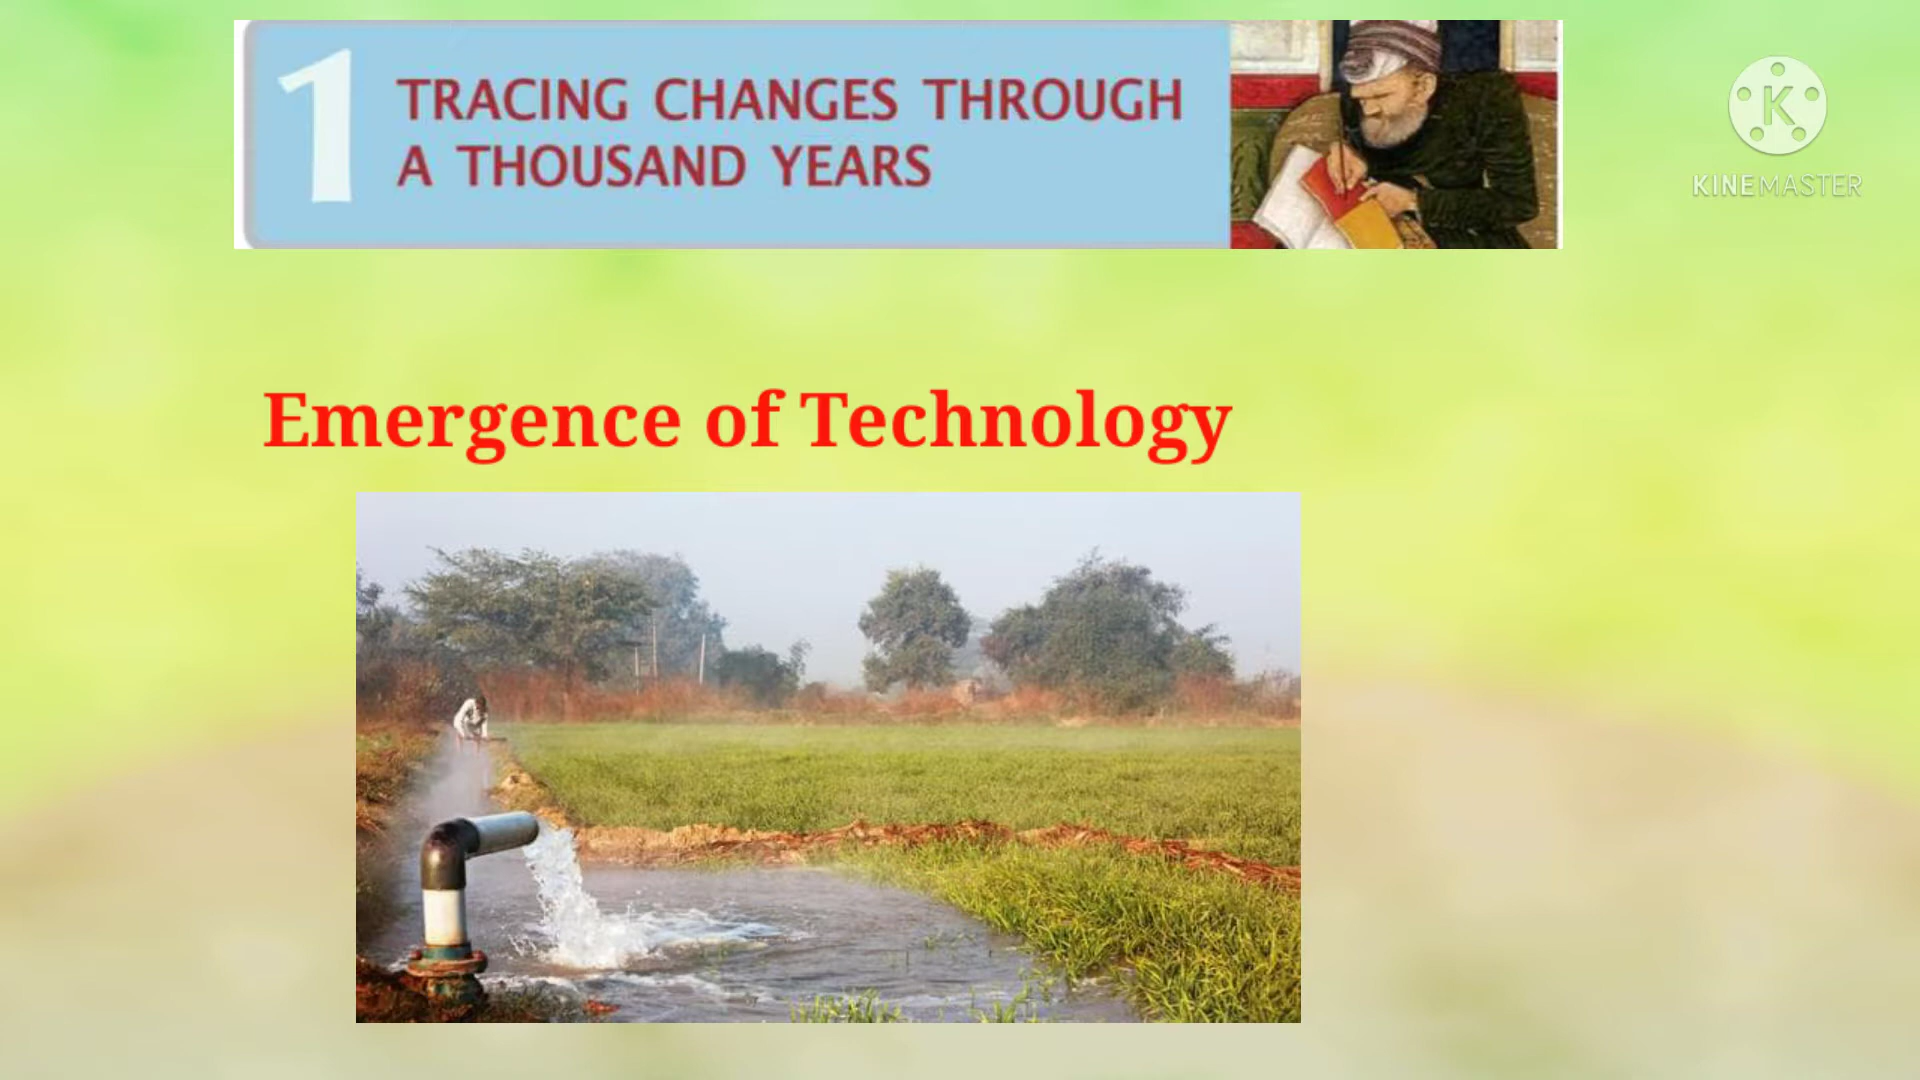 1
TRACING CHANGES THROUGH
A THOUSAND YEARS
K
KINEMASTER
Emergence of Technology